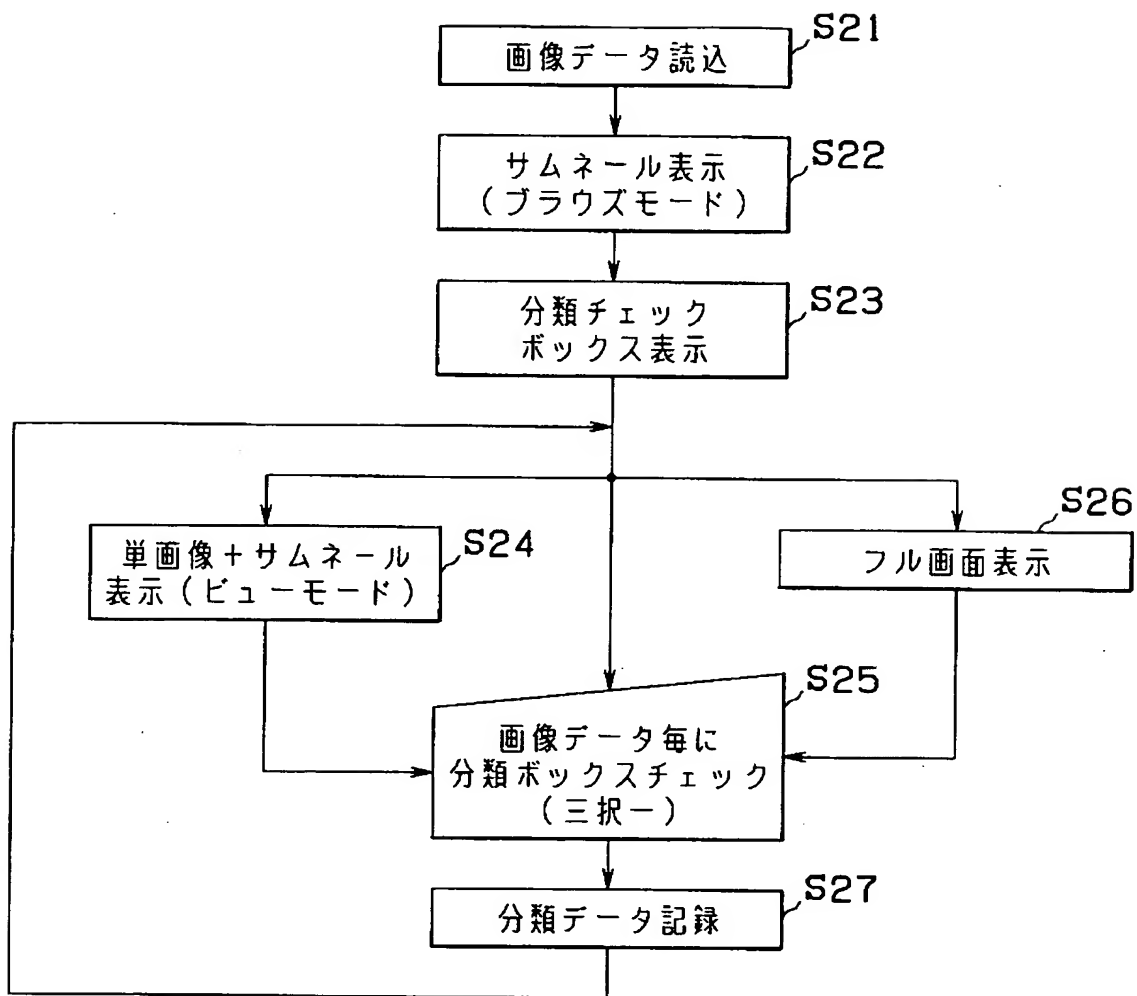 S21
画像データ読込
S22
サムネール表示
(ブラウズモード)
S23
分類チェック
ボックス表示
S24
単画像+サムネール
表示(ビューモード)
S26
フル画面表示
S25
画像データ毎に
分類ボックスチェック
(三択一)
S27
分類データ記録